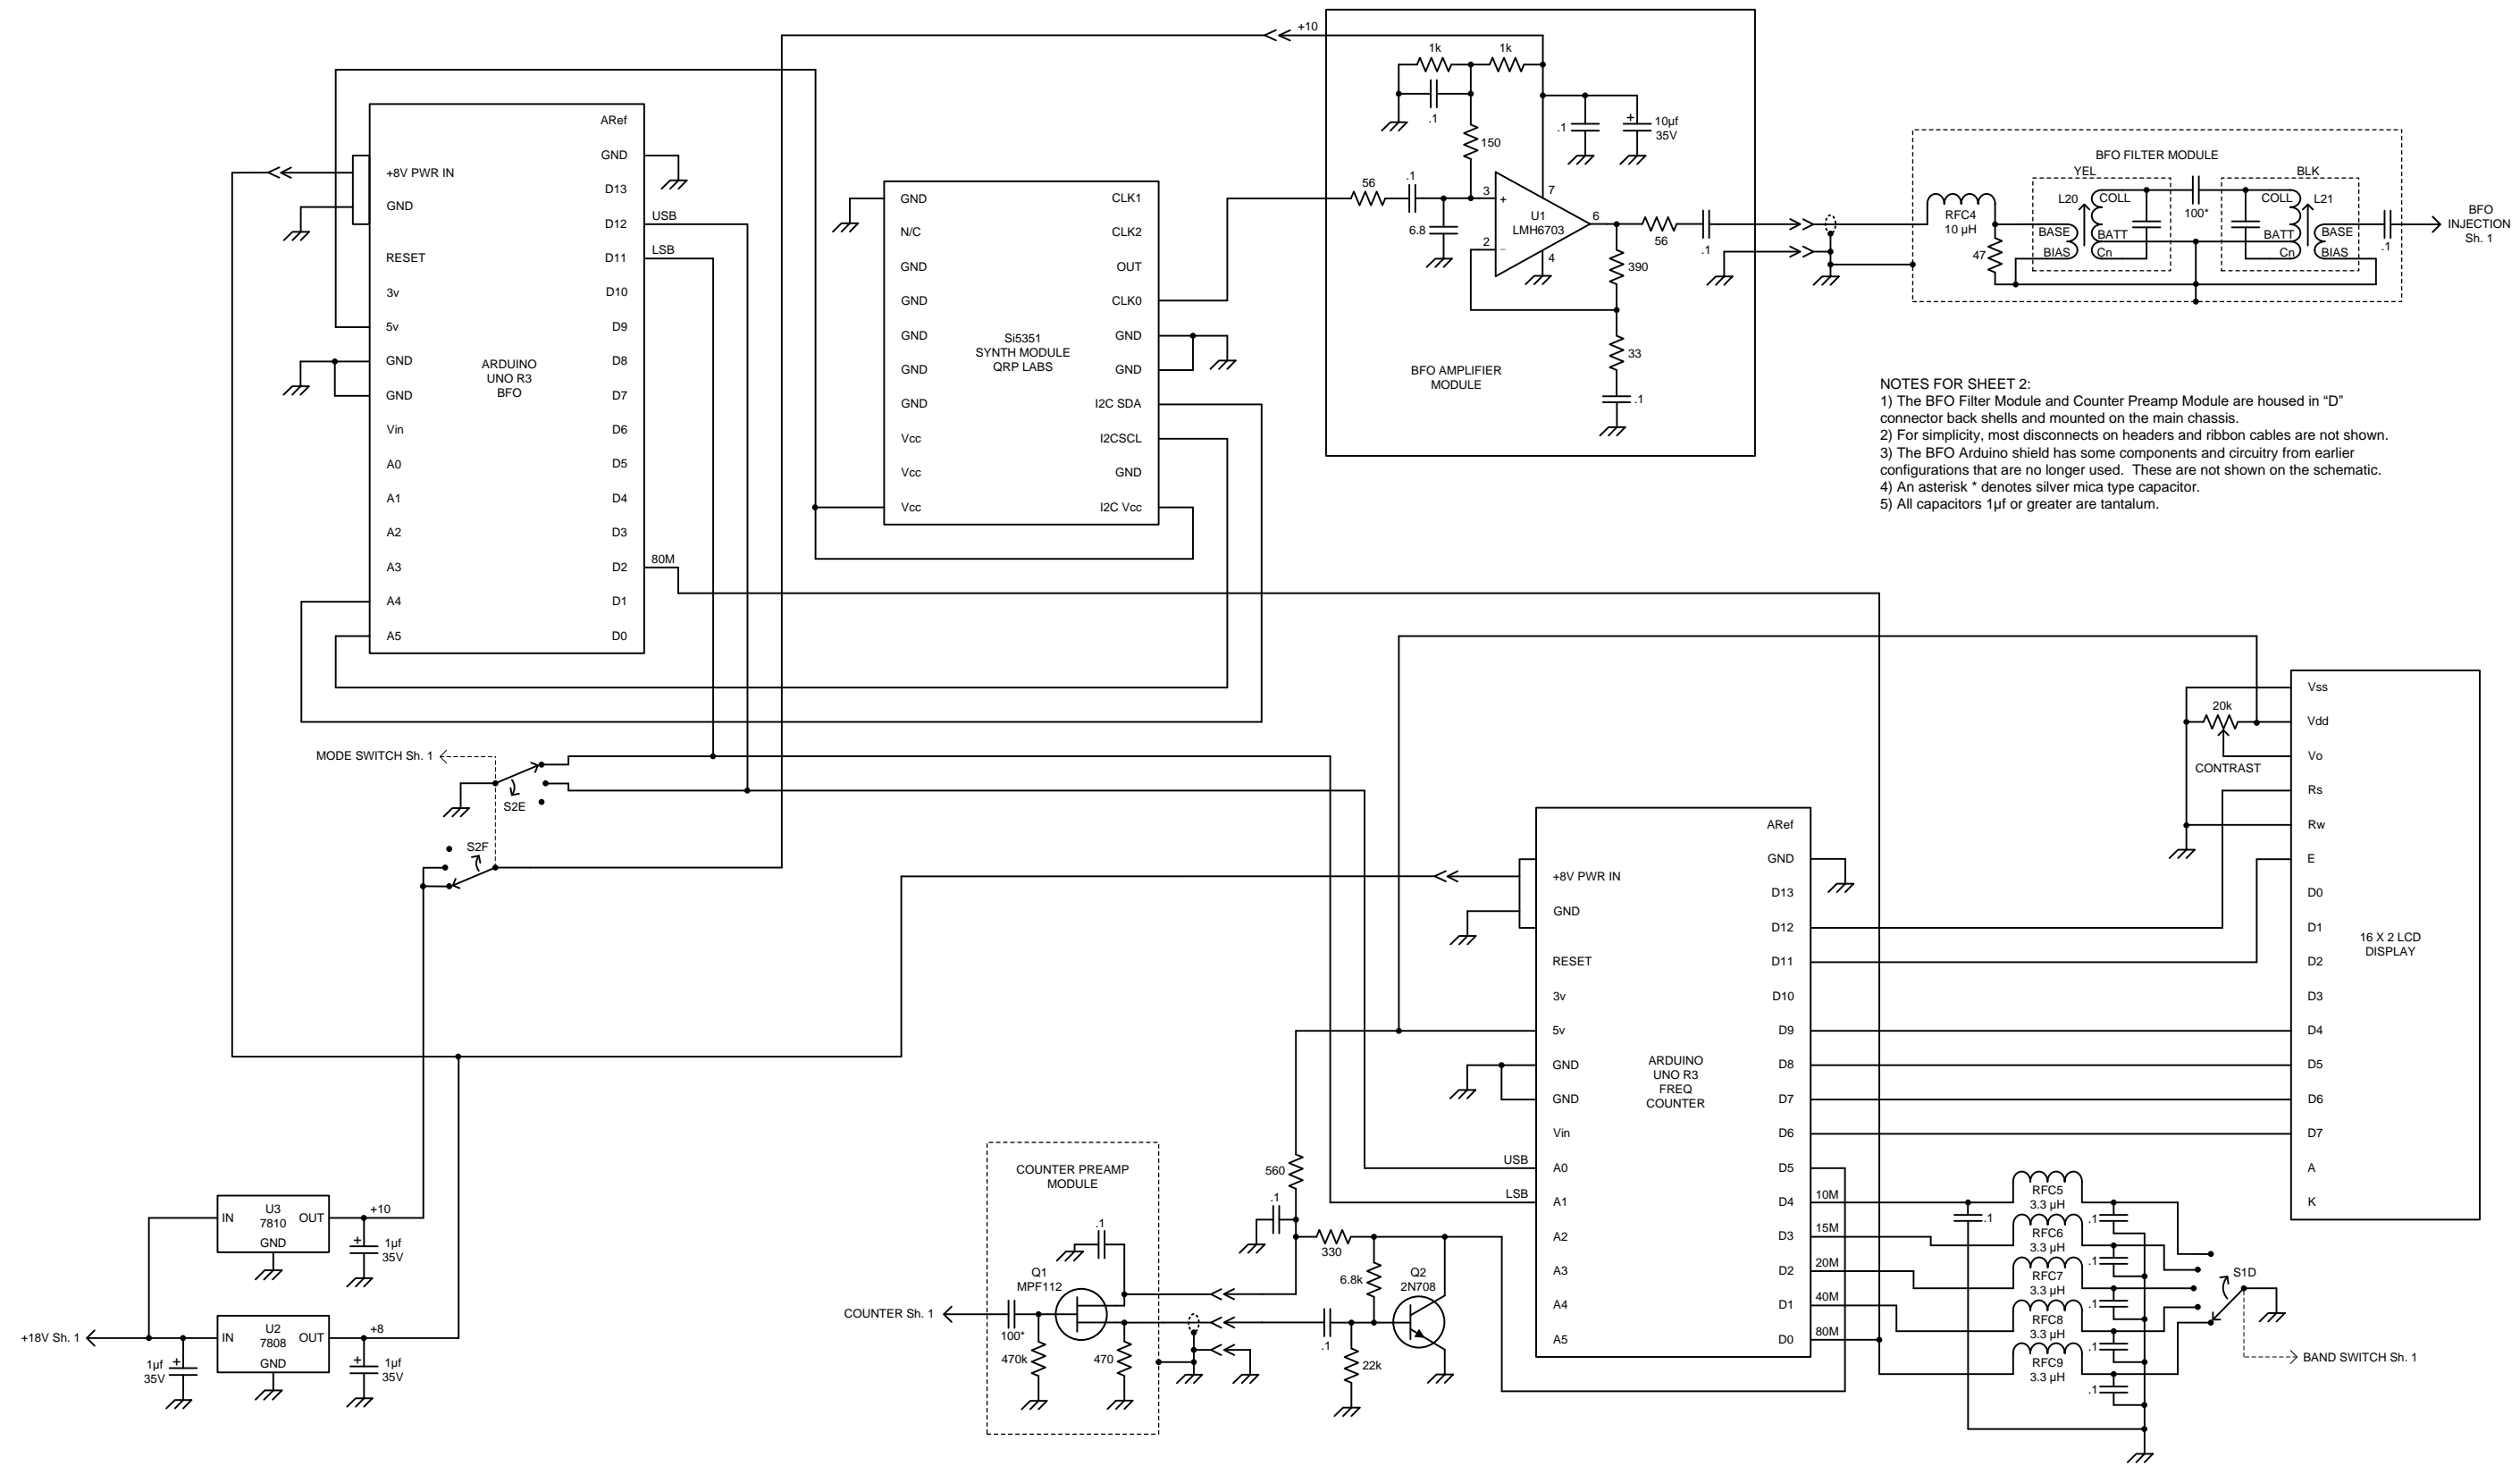 +10
1k
1k
.1
150
.1
+
10µf
35V
56
.1
6.8
3
+
2
–
7
4
6
U1
LMH6703
56
.1
390
33
.1
BFO AMPLIFIER
MODULE
BFO FILTER MODULE
YEL
BLK
RFC4
10 µH
47
L20
COLL
BASE
BATT
BIAS
Cn
100*
COLL
L21
BATT
BASE
Cn
BIAS
.1
BFO
INJECTION
Sh. 1
NOTES FOR SHEET 2:
1) The BFO Filter Module and Counter Preamp Module are housed in “D”
connector back shells and mounted on the main chassis.
2) For simplicity, most disconnects on headers and ribbon cables are not shown.
3) The BFO Arduino shield has some components and circuitry from earlier
configurations that are no longer used.  These are not shown on the schematic.
4) An asterisk * denotes silver mica type capacitor.
5) All capacitors 1µf or greater are tantalum.
+8V PWR IN
GND
RESET
3v
5v
GND
GND
Vin
A0
A1
A2
A3
A4
A5
ARDUINO
UNO R3
BFO
ARef
GND
D13
D12
D11
D10
D9
D8
D7
D6
D5
D4
D3
D2
D1
D0
USB
LSB
80M
GND
N/C
GND
GND
GND
GND
GND
Vcc
Vcc
Vcc
Si5351
SYNTH MODULE
QRP LABS
CLK1
CLK2
OUT
CLK0
GND
GND
I2C SDA
I2CSCL
GND
I2C Vcc
MODE SWITCH Sh. 1
S2E
S2F
20k
CONTRAST
Vss
Vdd
Vo
Rs
Rw
E
D0
D1
D2
D3
D4
D5
D6
D7
A
K
16 X 2 LCD
DISPLAY
+8V PWR IN
GND
RESET
3v
5v
GND
GND
Vin
A0
A1
A2
A3
A4
A5
USB
LSB
ARDUINO
UNO R3
FREQ
COUNTER
ARef
GND
D13
D12
D11
D10
D9
D8
D7
D6
D5
D4
D3
D2
D1
D0
10M
15M
20M
40M
80M
.1
RFC5
3.3 µH
.1
RFC6
3.3 µH
.1
RFC7
3.3 µH
.1
RFC8
3.3 µH
.1
RFC9
3.3 µH
.1
S1D
BAND SWITCH Sh. 1
COUNTER PREAMP
MODULE
.1
Q1
MPF112
COUNTER Sh. 1
100*
470k
470
560
.1
330
6.8k
Q2
2N708
.1
22k
IN
U3
7810
OUT
GND
+10
+
1µf
35V
+18V Sh. 1
IN
U2
7808
OUT
GND
+8
1µf
35V
+
+
1µf
35V